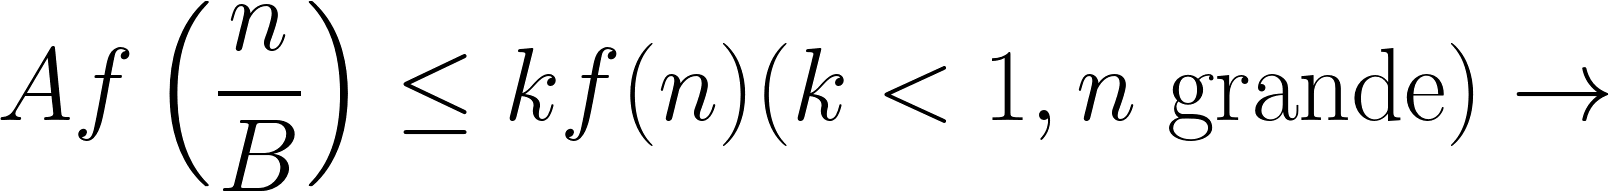 Af(n/B) ≤ kf(n)(k < 1, n grande) →